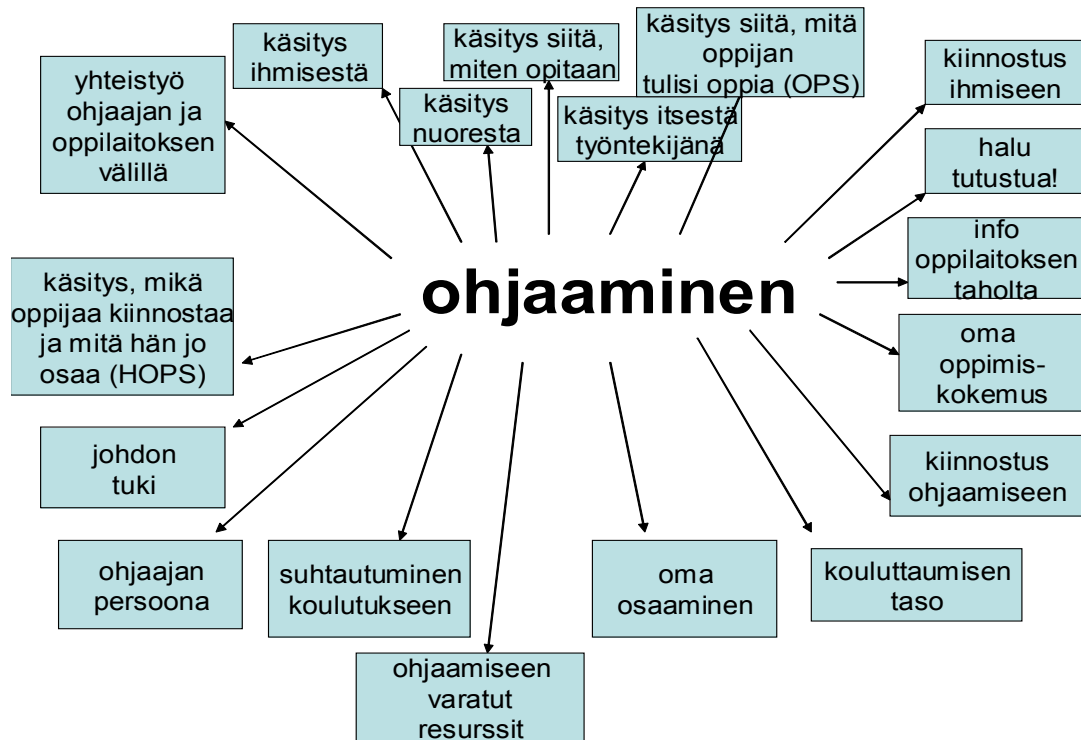 käsitys
ihmisestä
käsitys siitä,
miten opitaan
käsitys siitä, mitä
oppijan
tulisi oppia (OPS)
kiinnostus
ihmiseen
yhteistyö
ohjaajan ja
oppilaitoksen
välillä
käsitys
nuoresta
käsitys itsestä
työntekijänä
halu
tutustua!
info
oppilaitoksen
taholta
ohjaaminen
käsitys, mikä
oppijaa kiinnostaa
ja mitä hän jo
osaa (HOPS)
oma
oppimis-
kokemus
johdon
tuki
kiinnostus
ohjaamiseen
ohjaajan
persoona
suhtautuminen
koulutukseen
oma
osaaminen
kouluttaumisen
taso
ohjaamiseen
varatut
resurssit